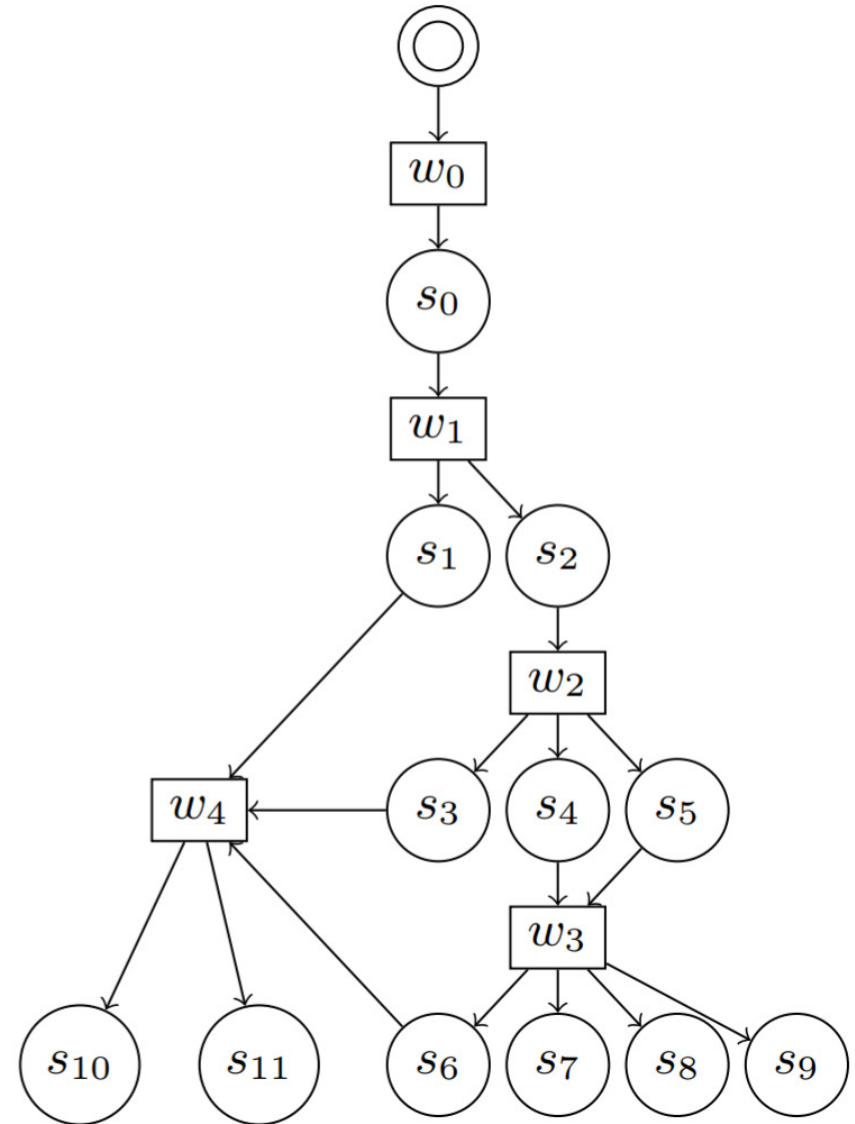 w₀
s₀
w₁
s₁ s₂
w₂
w₄ s₃ s₄ s₅
w₃
s₁₀ s₁₁ s₆ s₇ s₈ s₉